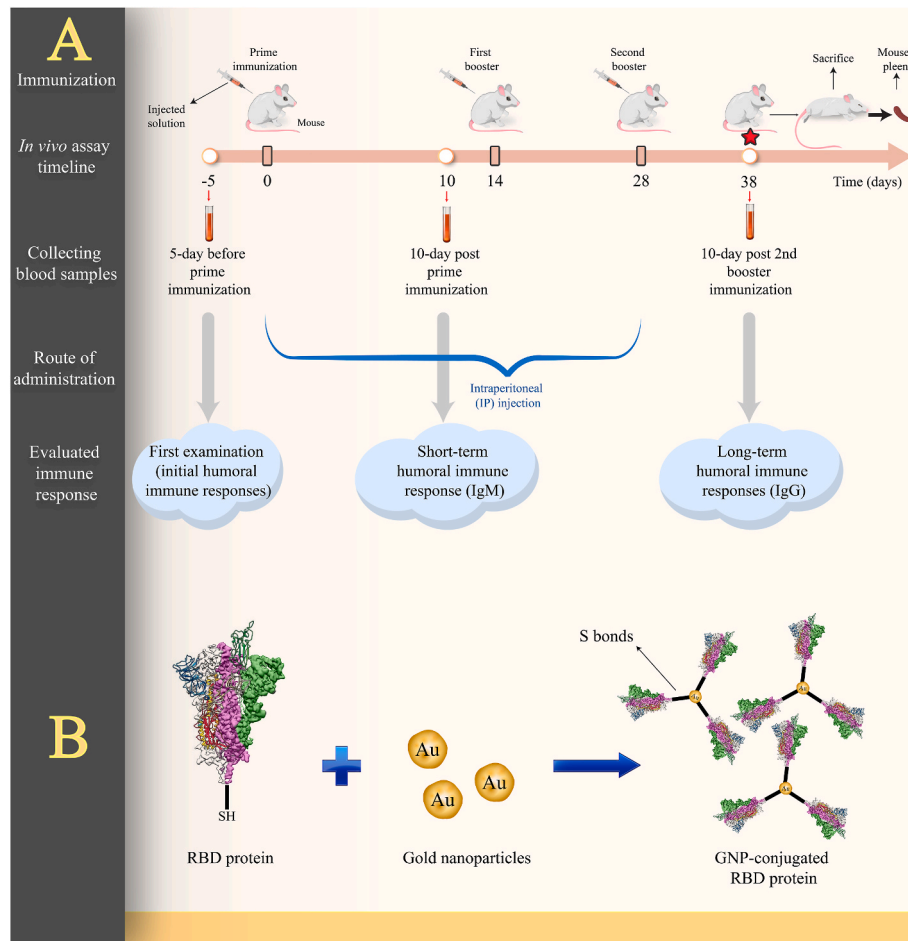 A
Immunization
Prime
immunization
First
booster
Second
booster
Sacrifice
Mouse
pleen
Injected
solution
Mouse
In vivo assay
timeline
-5
0
10
14
28
38
Time (days)
Collecting
blood samples
5-day before
prime
immunization
10-day post
prime
immunization
10-day post 2nd
booster
immunization
Route of
administration
Intraperitoneal
(IP) injection
Evaluated
immune
response
First examination
(initial humoral
immune responses)
Short-term
humoral immune
response (IgM)
Long-term
humoral immune
responses (IgG)
B
S bonds
Au
Au
Au
Au
Au
Au
SH
RBD protein
Gold nanoparticles
GNP-conjugated
RBD protein